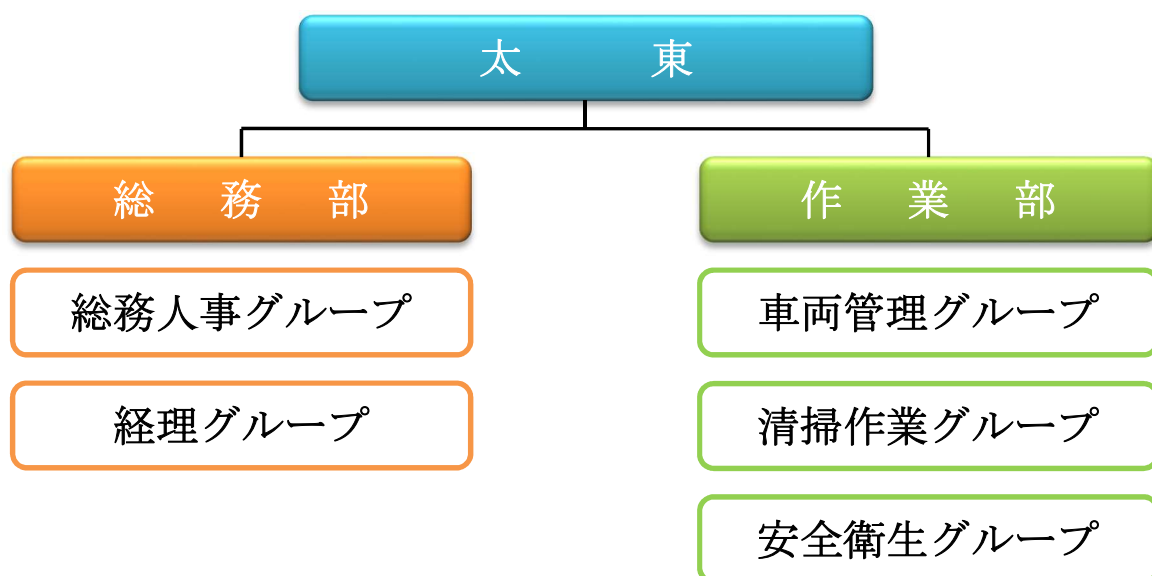 太東
総務部
総務人事グループ
経理グループ
作業部
車両管理グループ
清掃作業グループ
安全衛生グループ